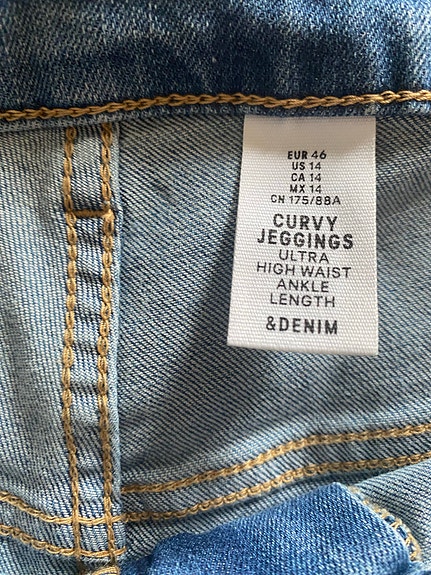 EUR 46
US 14
CA 14
MX 14
CN 175/88A
CURVY
JEGGINGS
ULTRA
HIGH WAIST
ANKLE
LENGTH
&DENIM